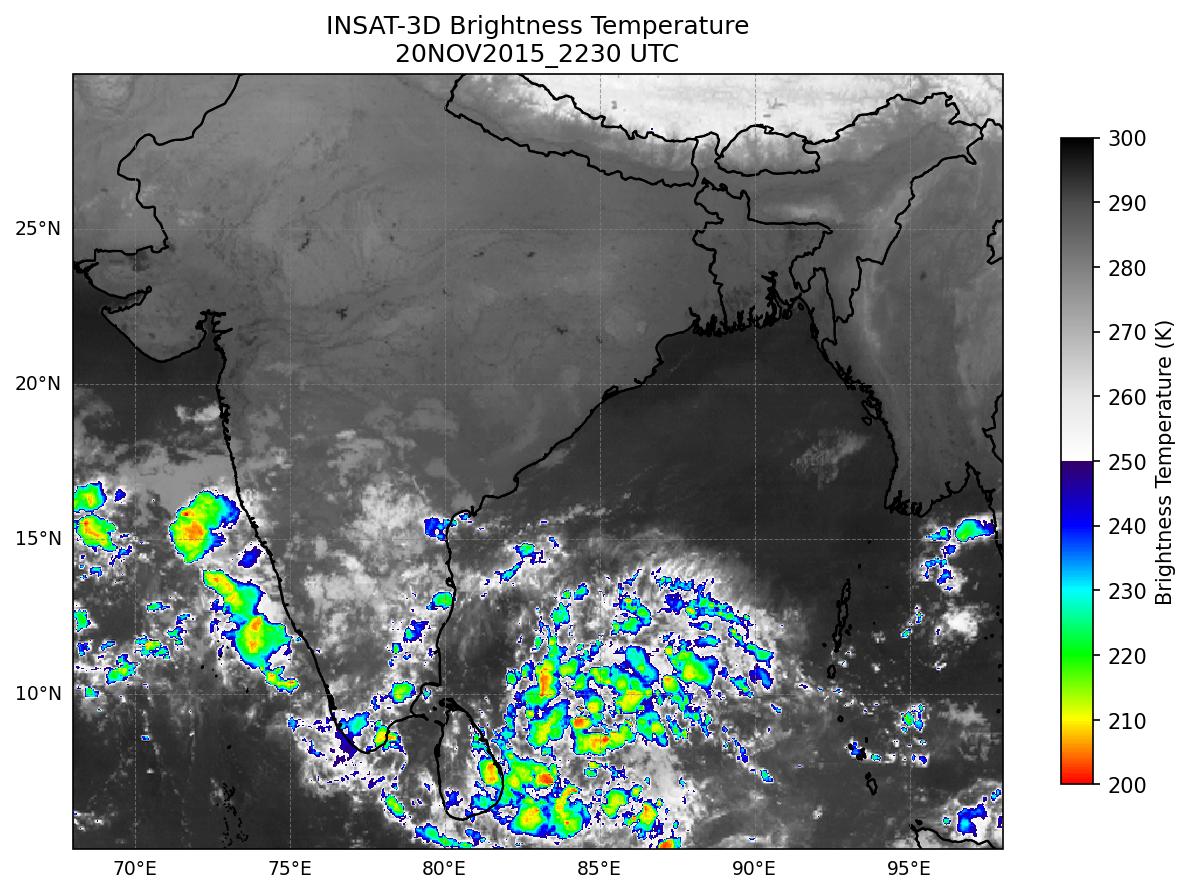 INSAT-3D Brightness Temperature
20NOV2015_2230 UTC
25°N
20°N
15°N
10°N
70°E
75°E
80°E
85°E
90°E
95°E
300
290
280
270
260
250
240
230
220
210
200
Brightness Temperature (K)